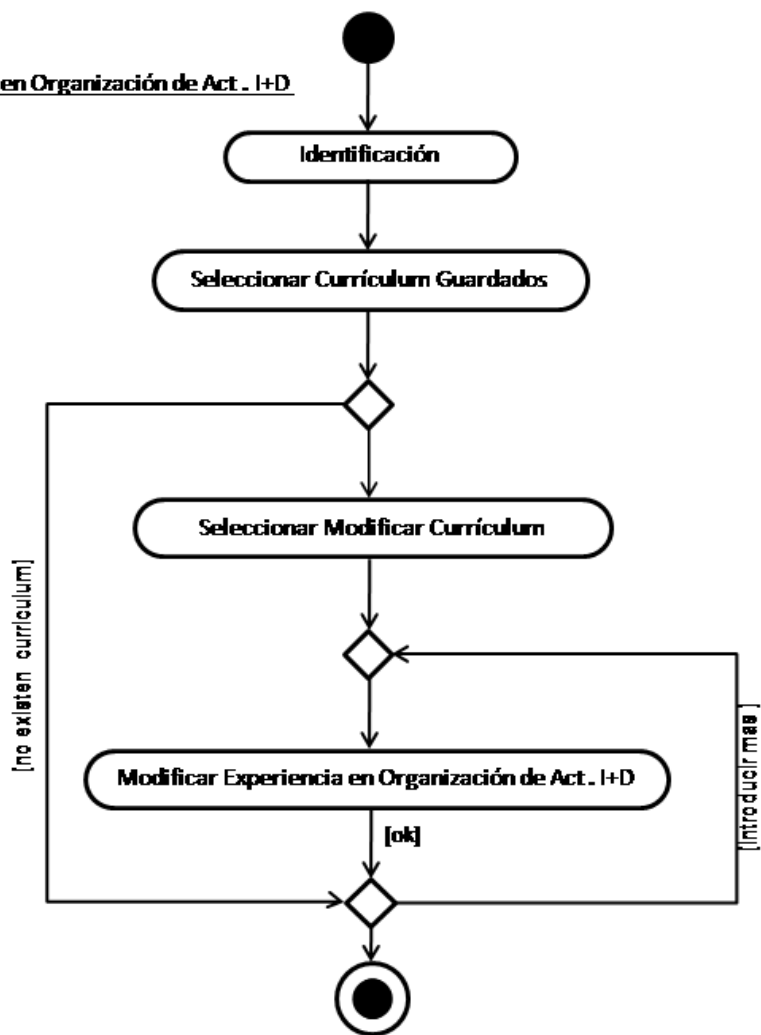 en Organización de Act. I+D
Identificación
Seleccionar Currículum Guardados
Seleccionar Modificar Currículum
[no existen curriculum]
[Introducir mas ]
Modificar Experiencia en Organización de Act. I+D
[ok]